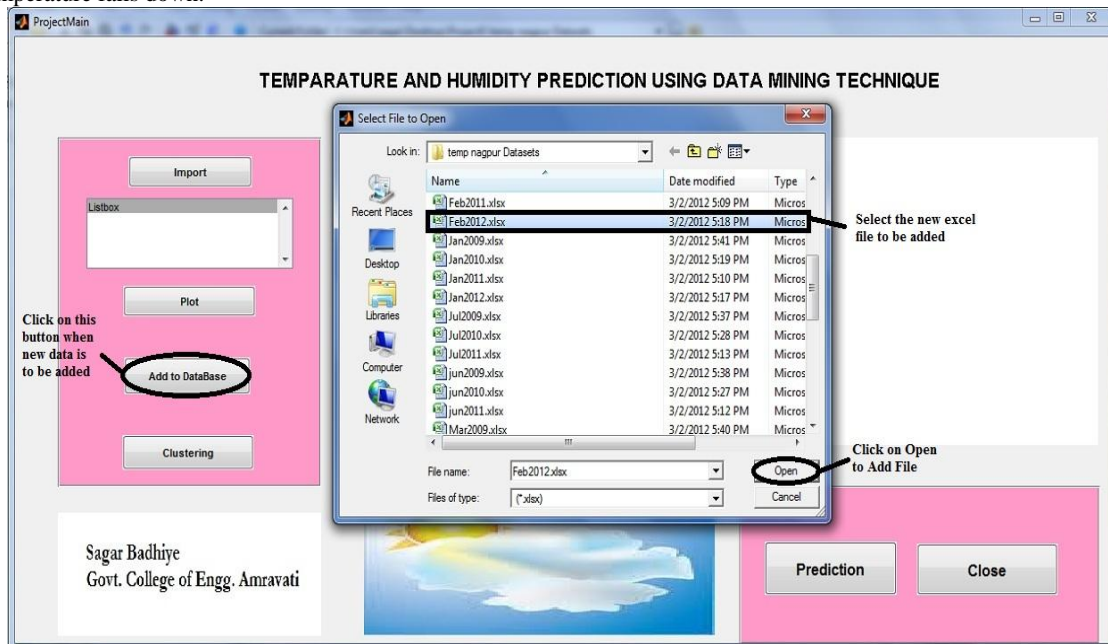 perature falls down.
ProjectMain
TEMPARATURE AND HUMIDITY PREDICTION USING DATA MINING TECHNIQUE
Import
Listbox
Plot
Click on this
button when
new data is
to be added
Add to DataBase
Clustering
Select File to Open
Look in:
temp nagpur Datasets
Recent Places
Desktop
Libraries
Computer
Network
Name Date modified Type
Feb2011.xlsx 3/2/2012 5:09 PM Micros
Feb2012.xlsx 3/2/2012 5:18 PM Micros
Jan2009.xlsx 3/2/2012 5:41 PM Micros
Jan2010.xlsx 3/2/2012 5:19 PM Micros
Jan2011.xlsx 3/2/2012 5:10 PM Micros
Jan2012.xlsx 3/2/2012 5:17 PM Micros
Jul2009.xlsx 3/2/2012 5:37 PM Micros
Jul2010.xlsx 3/2/2012 5:28 PM Micros
Jul2011.xlsx 3/2/2012 5:13 PM Micros
jun2009.xlsx 3/2/2012 5:38 PM Micros
jun2010.xlsx 3/2/2012 5:27 PM Micros
jun2011.xlsx 3/2/2012 5:12 PM Micros
Mar2009.xlsx 3/2/2012 5:40 PM Micros
File name: Feb2012.xlsx
Files of type: (*.xlsx)
Open
Cancel
Select the new excel
file to be added
Click on Open
to Add File
Sagar Badhiye
Govt. College of Engg. Amravati
Prediction
Close